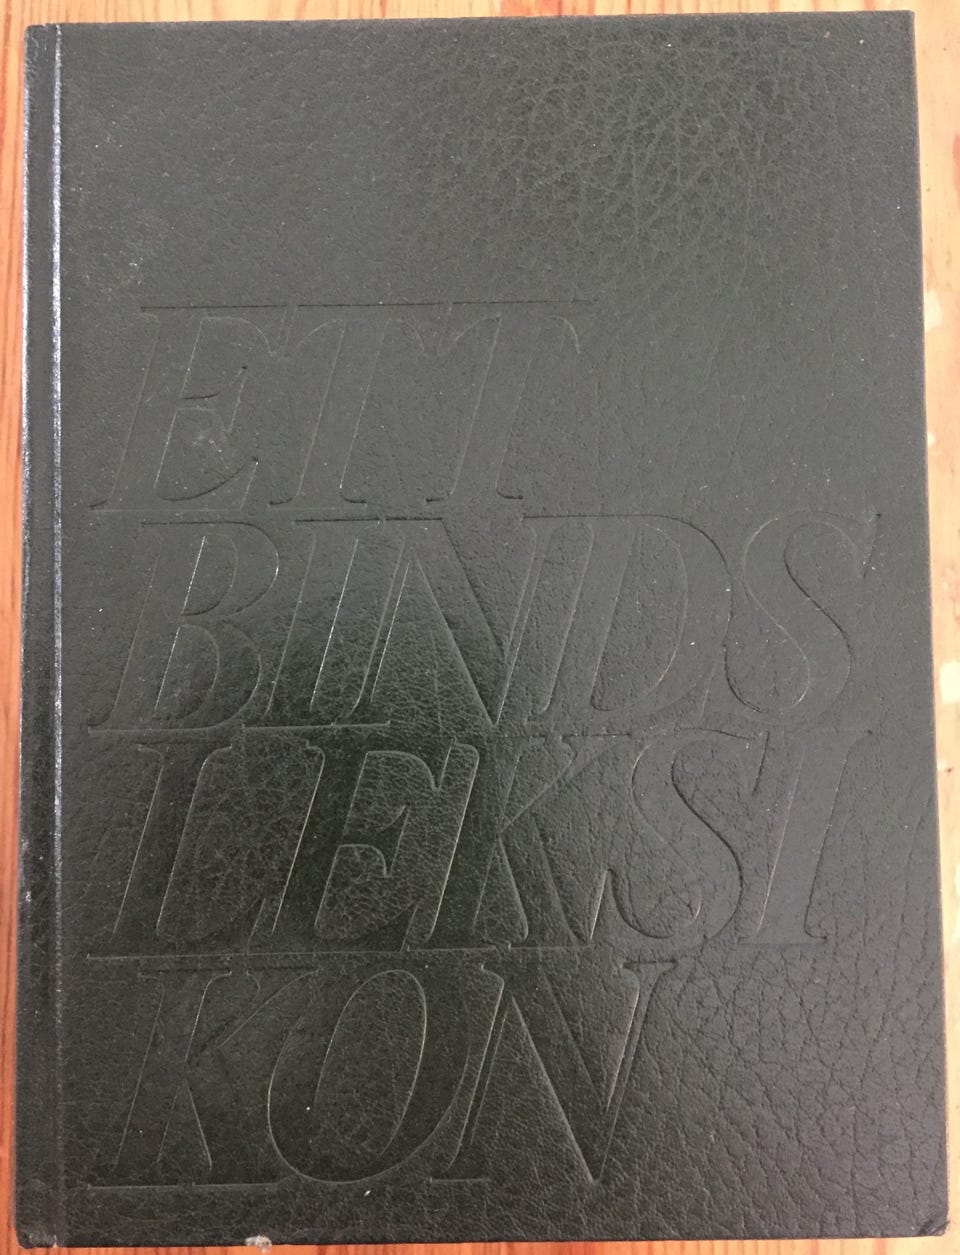 ETT
BINDS
LEKSI
KON